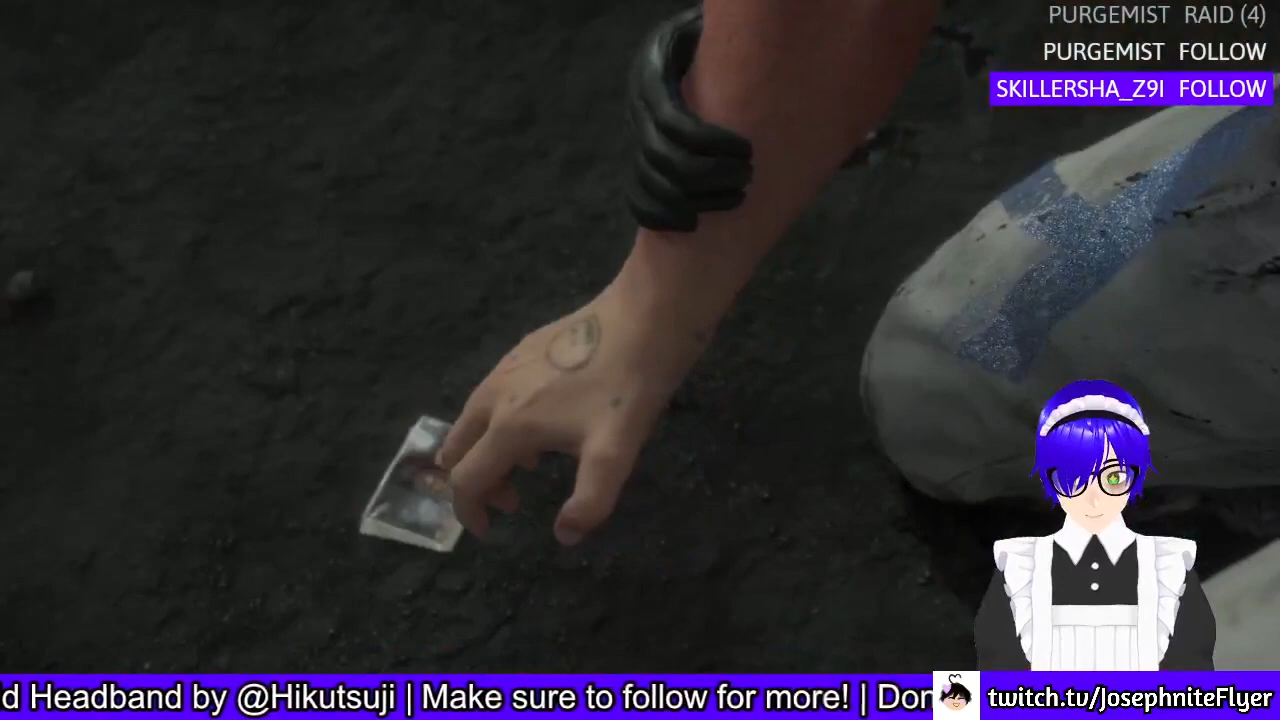 PURGEMIST RAID (4)
PURGEMIST FOLLOW
SKILLERSHA_Z9I FOLLOW
d Headband by @Hikutsuji | Make sure to follow for more! | Don
twitch.tv/JosephniteFlyer